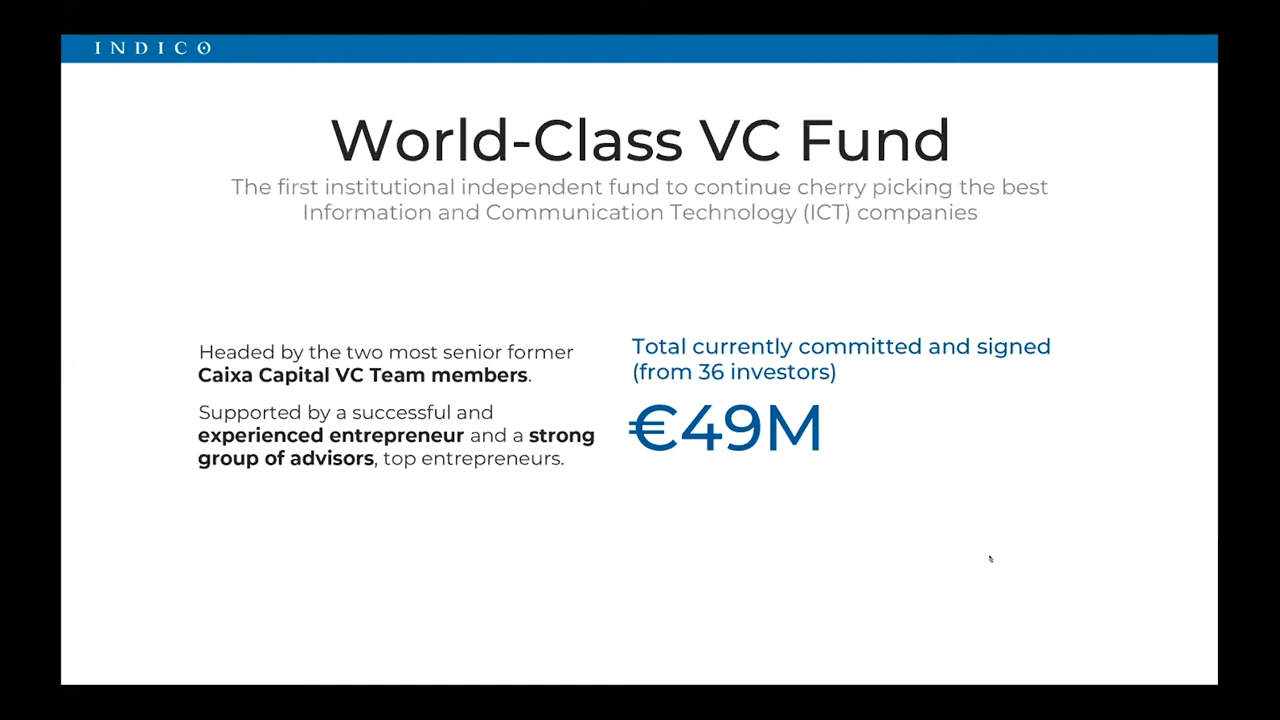 INDICO
World-Class VC Fund
The first institutional independent fund to continue cherry picking the best
Information and Communication Technology (ICT) companies
Headed by the two most senior former
Caixa Capital VC Team members.
Supported by a successful and
experienced entrepreneur and a strong
group of advisors, top entrepreneurs.
Total currently committed and signed
(from 36 investors)
€49M